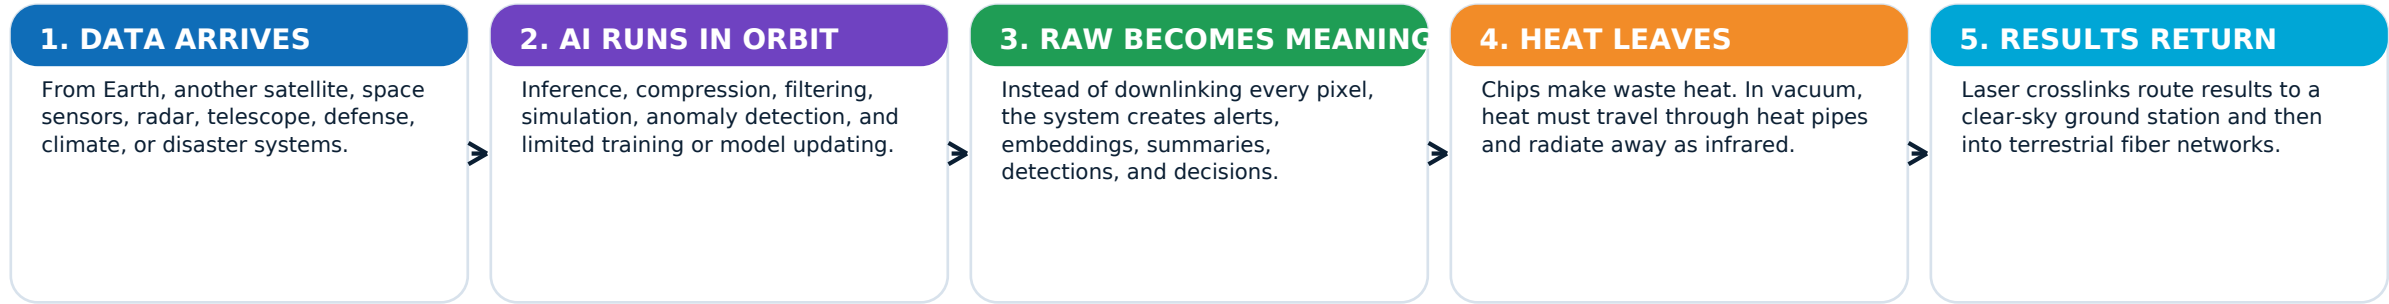 1. DATA ARRIVES
From Earth, another satellite, space
sensors, radar, telescope, defense,
climate, or disaster systems.
2. AI RUNS IN ORBIT
Inference, compression, filtering,
simulation, anomaly detection, and
limited training or model updating.
3. RAW BECOMES MEANING
Instead of downlinking every pixel,
the system creates alerts,
embeddings, summaries,
detections, and decisions.
4. HEAT LEAVES
Chips make waste heat. In vacuum,
heat must travel through heat pipes
and radiate away as infrared.
5. RESULTS RETURN
Laser crosslinks route results to a
clear-sky ground station and then
into terrestrial fiber networks.